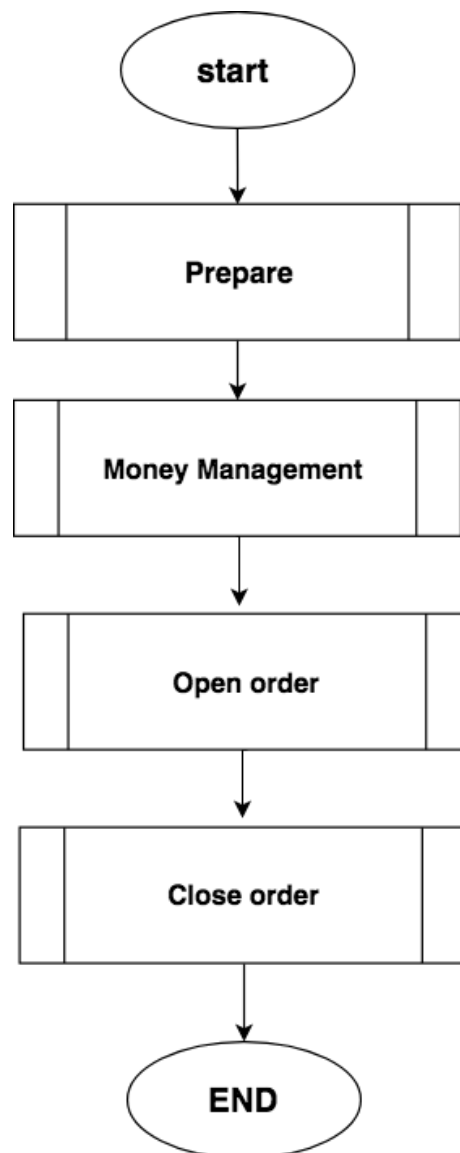 start
Prepare
Money Management
Open order
Close order
END